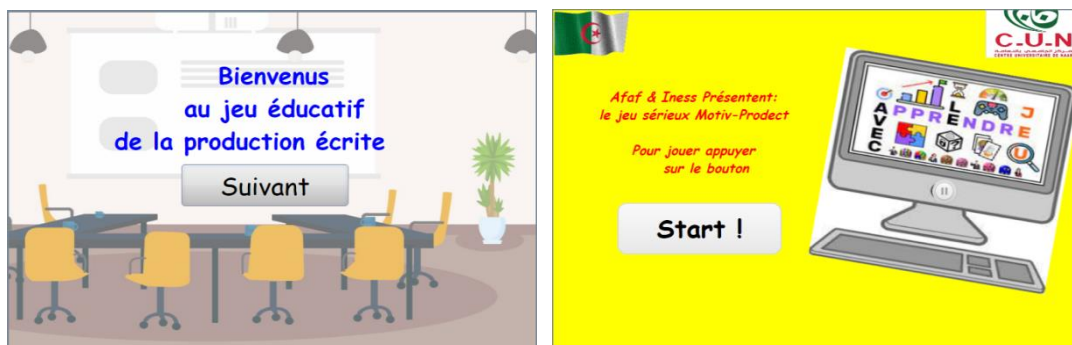 Bienvenus
au jeu éducatif
de la production écrite
Suivant
C-U-N
Afaf & Iness Présentent:
le jeu sérieux Motiv-Prodect
Pour jouer appuyer
sur le bouton
Start !
APPRENDRE
AVEC
LE
JEU